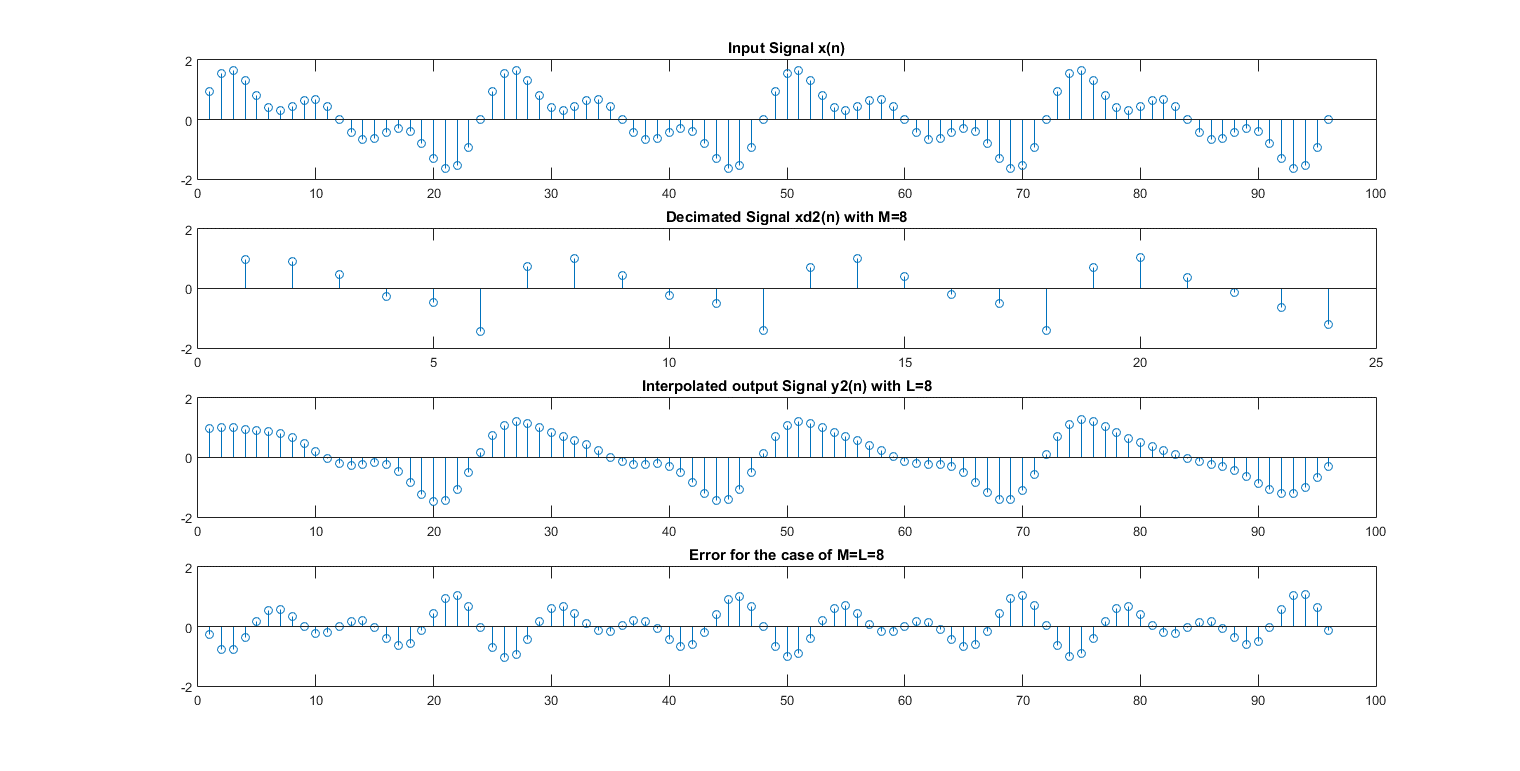 Input Signal x(n)
2
0
-2
0 10 20 30 40 50 60 70 80 90 100
Decimated Signal xd2(n) with M=8
2
0
-2
0 5 10 15 20 25
Interpolated output Signal y2(n) with L=8
2
0
-2
0 10 20 30 40 50 60 70 80 90 100
Error for the case of M=L=8
2
0
-2
0 10 20 30 40 50 60 70 80 90 100